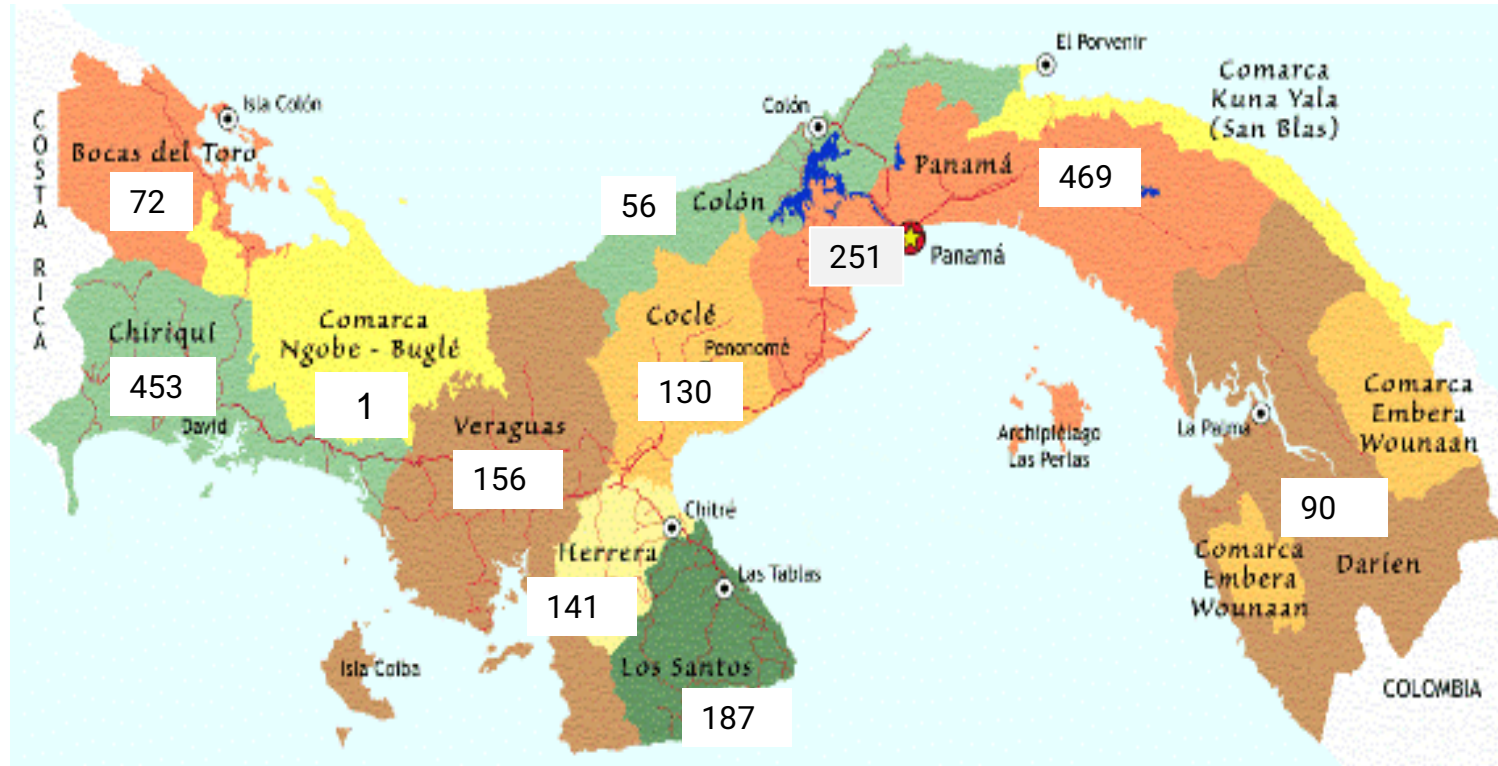 El Porvenir
Comarca
Kuna Yala
(San Blas)
Isla Colón
Colón
COSTA RICA
Bocas del Toro
72
Panamá
469
56
Colón
251
Panamá
Chiriquí
453
Comarca
Ngobe - Buglé
1
Coclé
Penonomé
130
David
Veraguas
156
Archipiélago
Las Perlas
La Palma
Comarca
Embera
Wounaan
90
Chitré
Herrera
Las Tablas
141
Comarca
Embera
Wounaan
Daríen
Isla Coiba
Los Santos
187
COLOMBIA